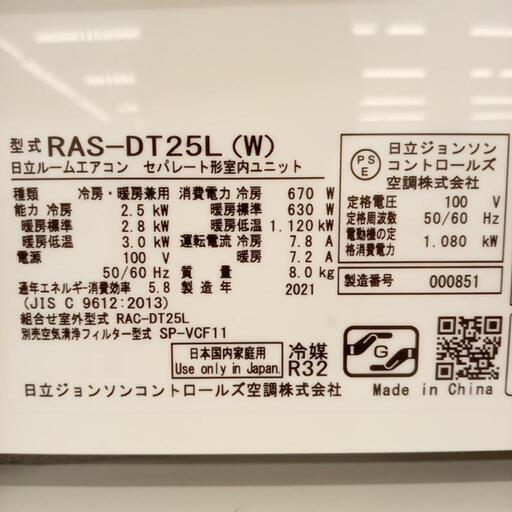 型式 RAS-DT25L(W)
日立ルームエアコン セパレート形室内ユニット
種類 冷房・暖房兼用
能力 冷房 2.5 kW
暖房標準 2.8 kW
暖房低温 3.0 kW
電源 100 V
50/60 Hz
消費電力 冷房 670 W
暖房標準 630 W
暖房低温 1.120 kW
運転電流 冷房 7.8 A
暖房 7.2 A
質量 8.0 kg
製造年 2021
通年エネルギー消費効率 5.8
(JIS C 9612:2013)
組合せ室外型式 RAC-DT25L
別売空気清浄フィルター型式 SP-VCF11
PS
E
日立ジョンソン
コントロールズ
空調株式会社
定格電圧 100 V
定格周波数 50/60 Hz
電動機の定
格消費電力 1.080 kW
製造番号 000851
日本国内家庭用
Use only in Japan.
冷媒
R32
G
日立ジョンソンコントロールズ空調株式会社
Made in China